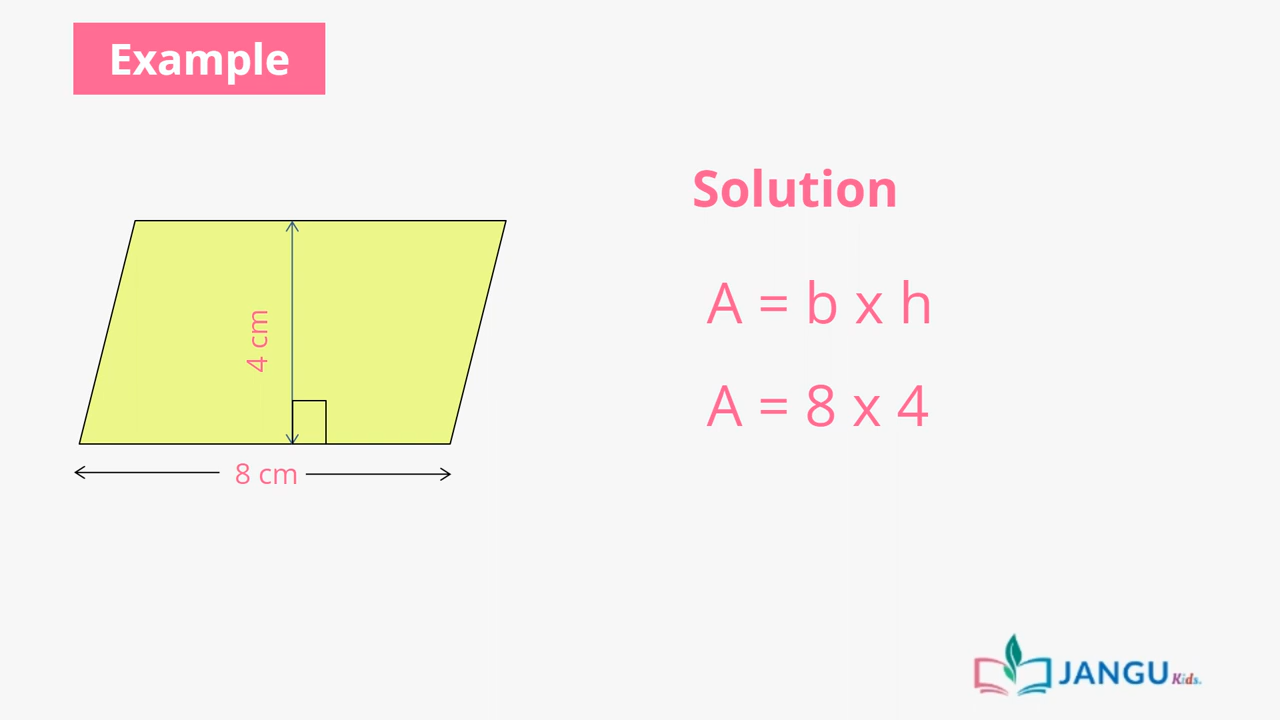 Example
Solution
A = b x h
A = 8 x 4
4 cm
8 cm
JANGU Kids.